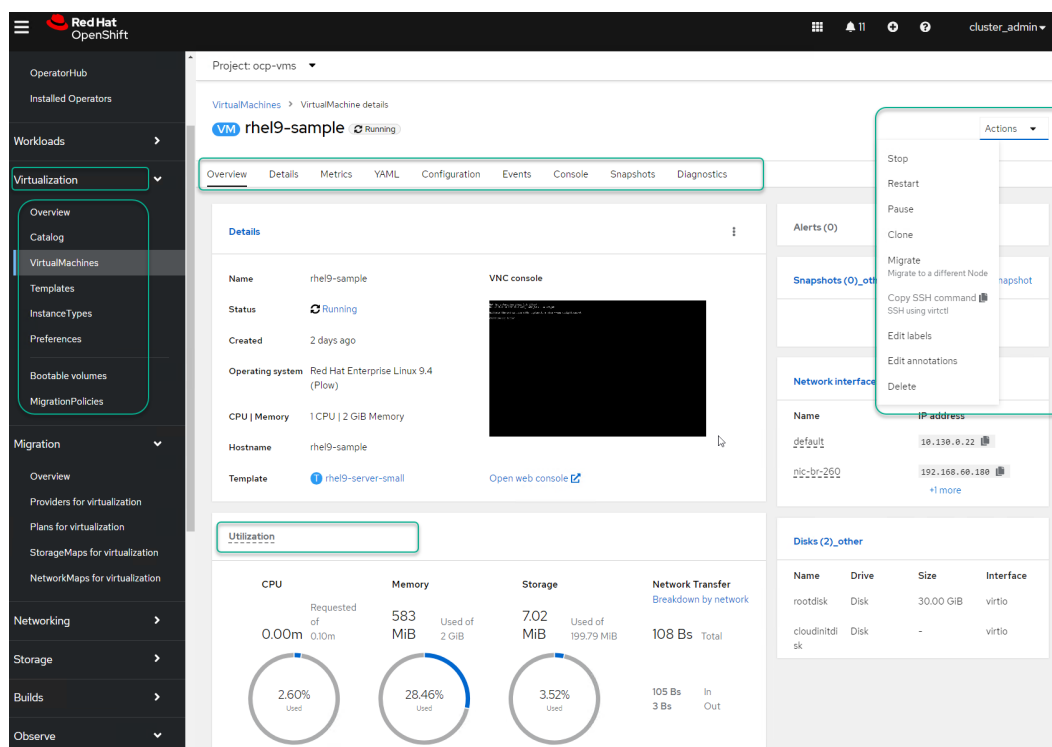 Red Hat
OpenShift
11
cluster_admin
OperatorHub
Installed Operators
Workloads
Virtualization
Overview
Catalog
VirtualMachines
Templates
InstanceTypes
Preferences
Bootable volumes
MigrationPolicies
Migration
Overview
Providers for virtualization
Plans for virtualization
StorageMaps for virtualization
NetworkMaps for virtualization
Networking
Storage
Builds
Observe
Project: ocp-vms
VirtualMachines > VirtualMachine details
VM rhel9-sample Running
Overview Details Metrics YAML Configuration Events Console Snapshots Diagnostics
Details
Name rhel9-sample
Status Running
Created 2 days ago
Operating system Red Hat Enterprise Linux 9.4
(Plow)
CPU | Memory 1 CPU | 2 GiB Memory
Hostname rhel9-sample
Template T rhel9-server-small
VNC console
Open web console
Utilization
CPU Memory Storage Network Transfer
Breakdown by network
0.00m Requested
of
0.10m
583
MiB Used of
2 GiB
7.02
MiB Used of
199.79 MiB
108 Bs Total
2.60%
Used
28.46%
Used
3.52%
Used
105 Bs In
3 Bs Out
Actions
Stop
Restart
Pause
Clone
Migrate
Migrate to a different Node
Copy SSH command
SSH using virtctl
Edit labels
Edit annotations
Delete
Alerts (0)
Snapshots (0)_oth
napshot
Network interface
Name IP address
default 10.130.0.22
nic-br-260 192.168.60.180
+1 more
Disks (2)_other
Name Drive Size Interface
rootdisk Disk 30.00 GiB virtio
cloudinitdi
sk Disk - virtio